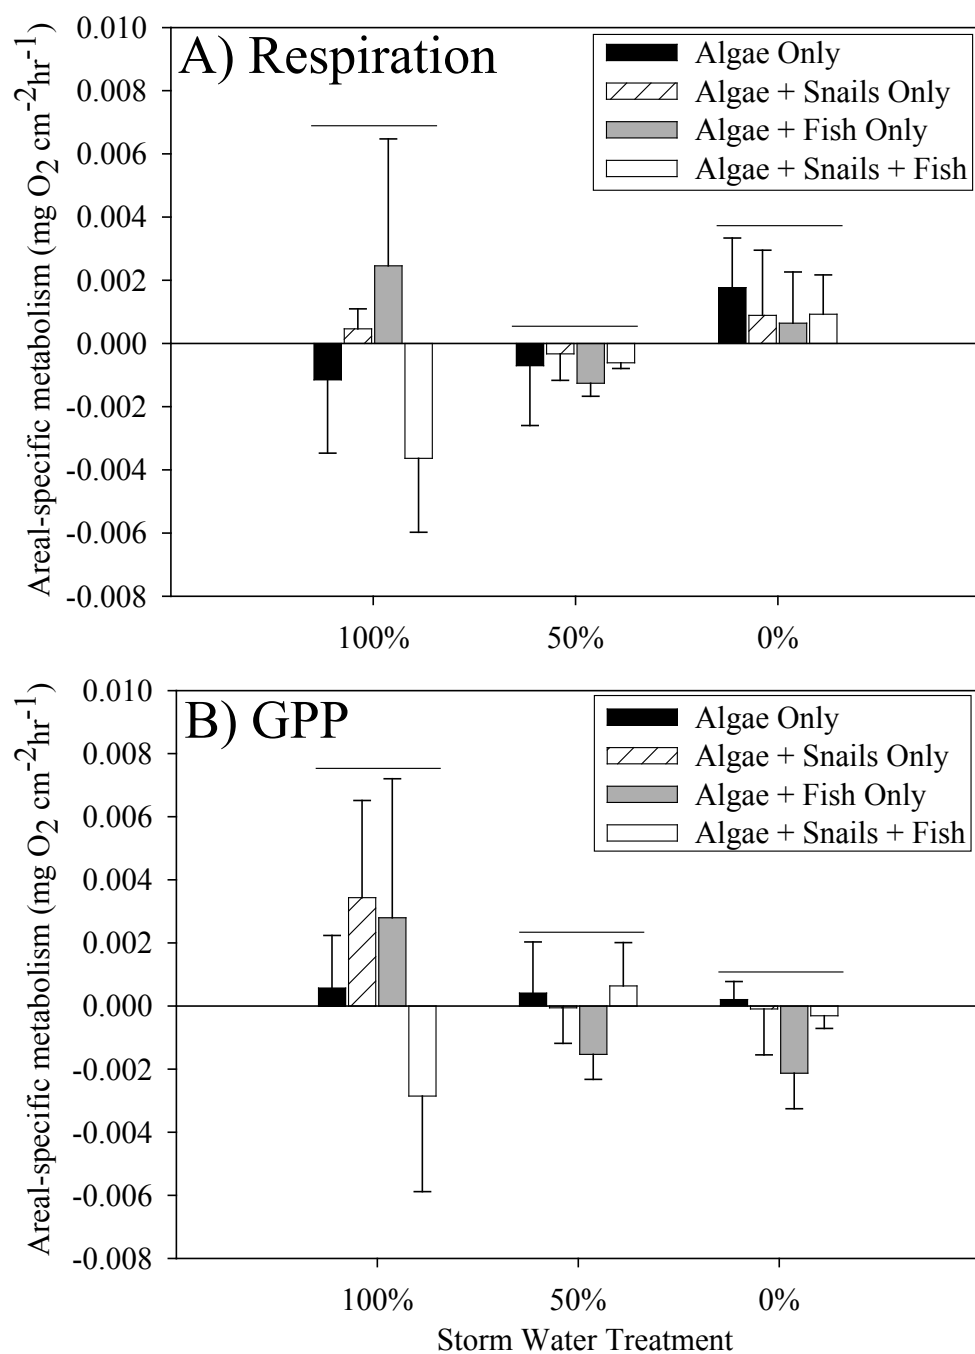 A) Respiration
Algae Only
Algae + Snails Only
Algae + Fish Only
Algae + Snails + Fish
Areal-specific metabolism (mg O2 cm-2hr-1)
0.010
0.008
0.006
0.004
0.002
0.000
-0.002
-0.004
-0.006
-0.008
100% 50% 0%
B) GPP
Algae Only
Algae + Snails Only
Algae + Fish Only
Algae + Snails + Fish
Areal-specific metabolism (mg O2 cm-2hr-1)
0.010
0.008
0.006
0.004
0.002
0.000
-0.002
-0.004
-0.006
-0.008
100% 50% 0%
Storm Water Treatment